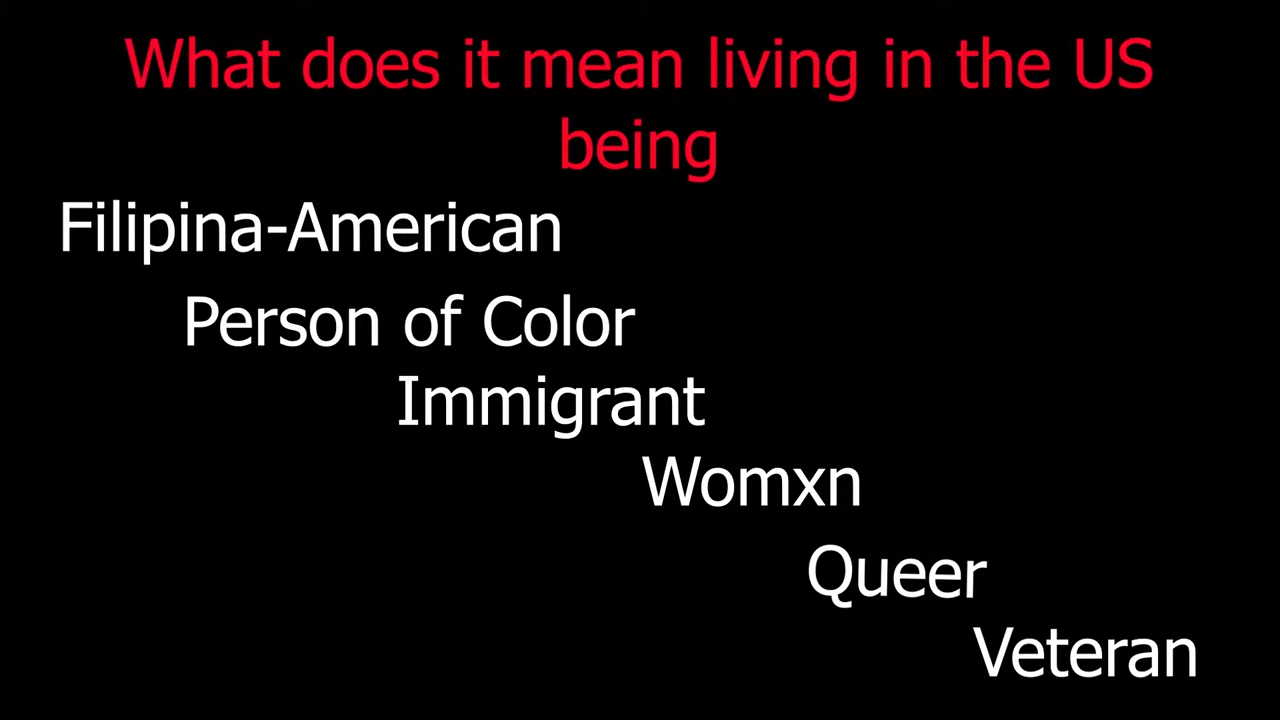 What does it mean living in the US
being
Filipina-American
Person of Color
Immigrant
Womxn
Queer
Veteran